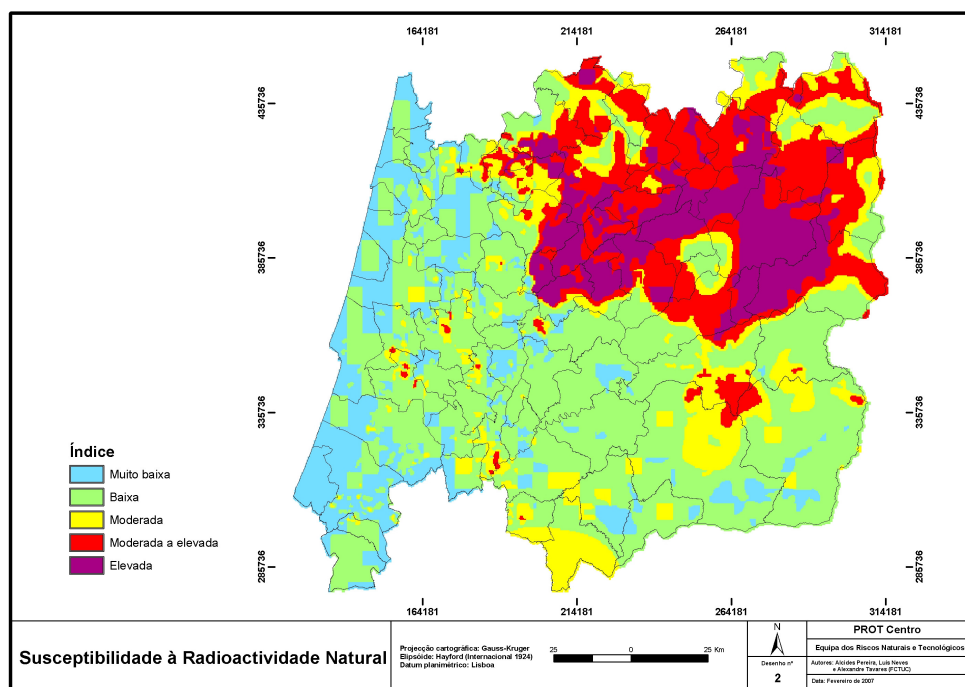 164181 214181 264181 314181
435736 435736
385736 385736
335736 335736
285736 285736
Índice
Muito baixa
Baixa
Moderada
Moderada a elevada
Elevada
164181 214181 264181 314181
Susceptibilidade à Radioactividade Natural
Projecção cartográfica: Gauss-Kruger
Elipsóide: Hayford (Internacional 1924)
Datum planimétrico: Lisboa
25 0 25 Km
N
Desenho nº
2
PROT Centro
Equipa dos Riscos Naturais e Tecnológicos
Autores: Alcides Pereira, Luís Neves
e Alexandre Tavares (FCTUC)
Data: Fevereiro de 2007